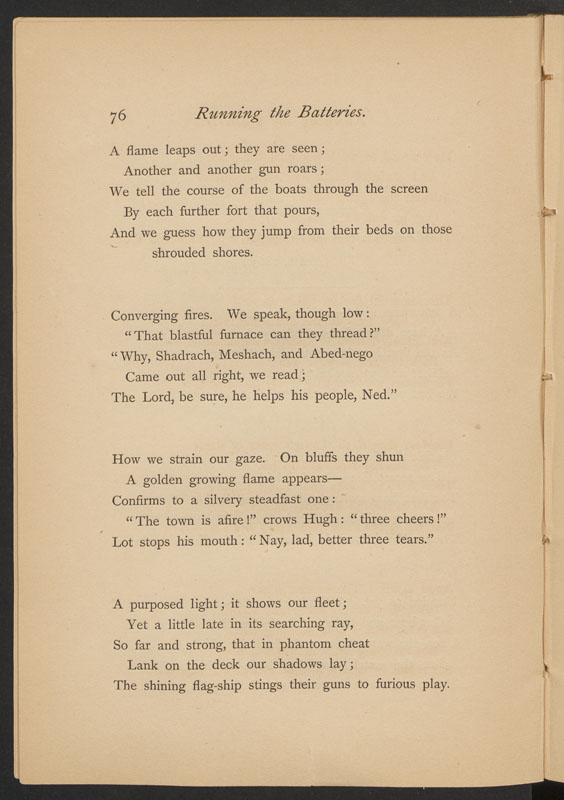 76 Running the Batteries.
A flame leaps out ; they are seen ;
Another and another gun roars ;
We tell the course of the boats through the screen
By each further fort that pours,
And we guess how they jump from their beds on those
shrouded shores.
Converging fires. We speak, though low :
“ That blastful furnace can they thread ?”
“ Why, Shadrach, Meshach, and Abed-nego
Came out all right, we read ;
The Lord, be sure, he helps his people, Ned.”
How we strain our gaze. On bluffs they shun
A golden growing flame appears—
Confirms to a silvery steadfast one :
“ The town is afire !” crows Hugh : “ three cheers !”
Lot stops his mouth : “ Nay, lad, better three tears.”
A purposed light ; it shows our fleet ;
Yet a little late in its searching ray,
So far and strong, that in phantom cheat
Lank on the deck our shadows lay ;
The shining flag-ship stings their guns to furious play.